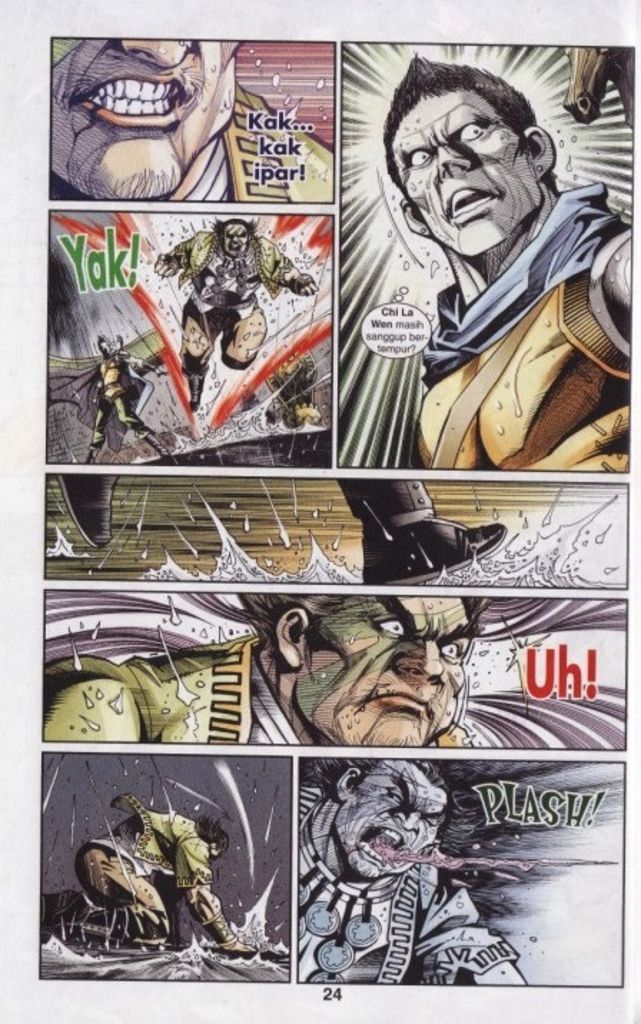 Kak...
kak
ipar!
Chi La
Wen masih
sanggup ber-
tempur?
Yak!
Uh!
PLASH!
24